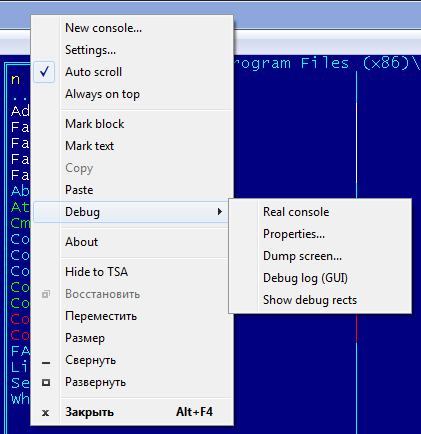 New console...
Settings...
Auto scroll
Always on top
Mark block
Mark text
Copy
Paste
Debug
About
Hide to TSA
Восстановить
Переместить
Размер
Свернуть
Развернуть
Закрыть Alt+F4
Real console
Properties...
Dump screen...
Debug log (GUI)
Show debug rects
rogram Files (x86)\
n
..
Ad
Fa
Fa
Fa
Fa
Ab
At
Cm
Co
Co
Co
Co
Co
Co
Co
FA
Li
Se
Wh